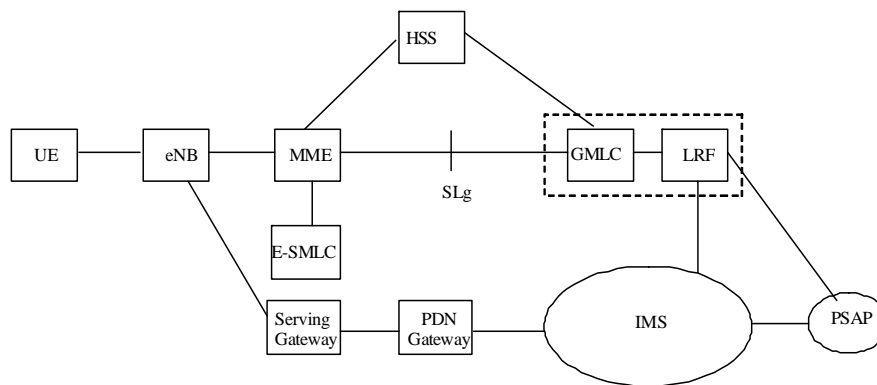 HSS
UE
eNB
MME
GMLC
LRF
SLg
E-SMLC
Serving
Gateway
PDN
Gateway
IMS
PSAP